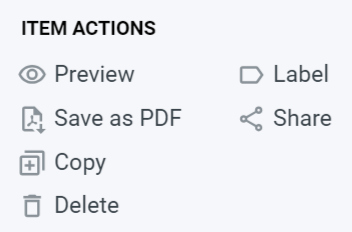 ITEM ACTIONS
Preview
Label
Save as PDF
Share
Copy
Delete